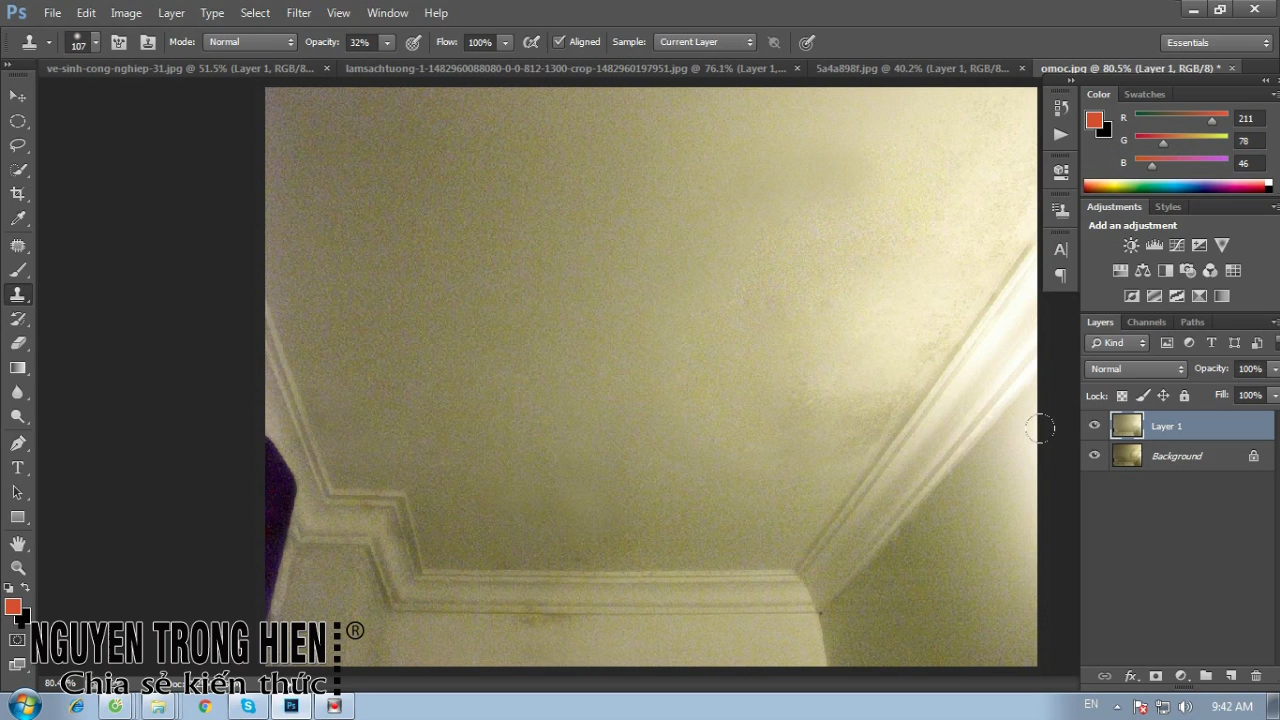 Ps File Edit Image Layer Type Select Filter View Window Help
107 Mode: Normal Opacity: 32% Flow: 100% Aligned Sample: Current Layer Essentials
ve-sinh-cong-nghiep-31.jpg @ 51.5% (Layer 1, RGB/8... × lamsachtuong-1-1482960088080-0-0-812-1300-crop-1482960197951.jpg @ 76.1% (Layer 1,... × 5a4a898f.jpg @ 40.2% (Layer 1, RGB/8... × omoc.jpg @ 80.5% (Layer 1, RGB/8) * ×
Color Swatches
R 211
G 78
B 46
Adjustments Styles
Add an adjustment
Layers Channels Paths
Kind
Normal Opacity: 100%
Lock: Fill: 100%
Layer 1
Background
NGUYEN TRONG HIEN ®
Chia sẻ kiến thức
EN 9:42 AM